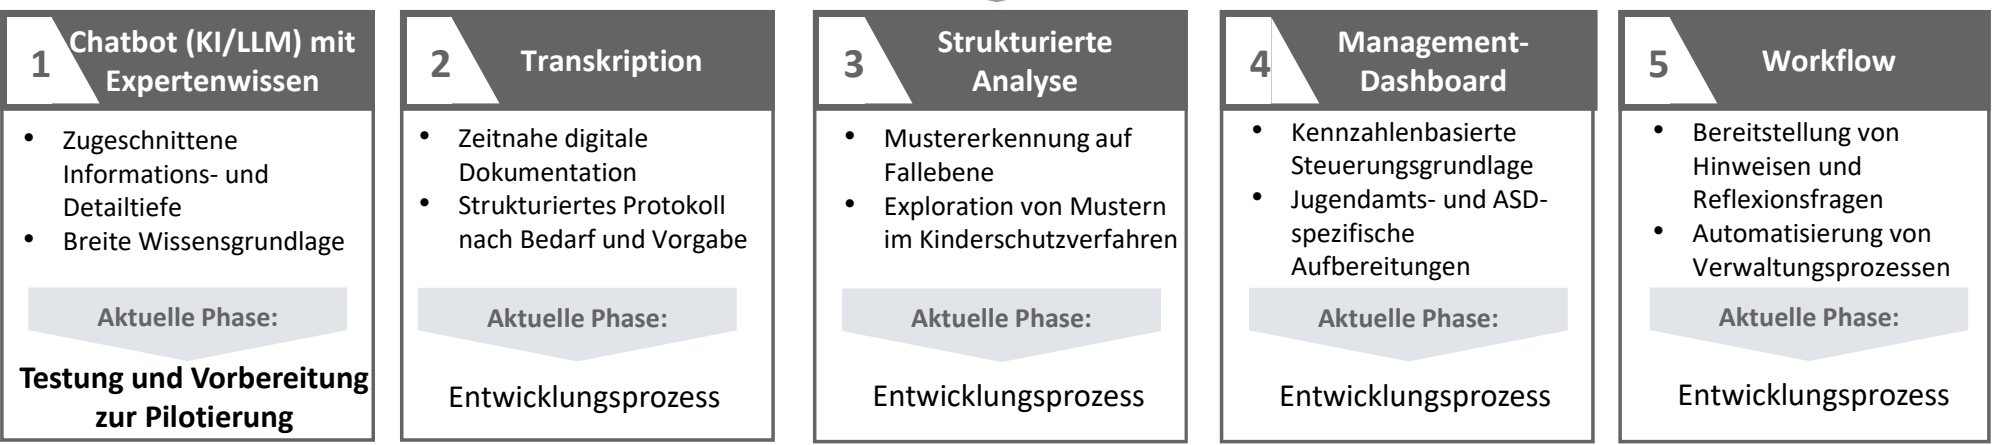 1
Chatbot (KI/LLM) mit
Expertenwissen
• Zugeschnittene
Informations- und
Detailtiefe
• Breite Wissensgrundlage
Aktuelle Phase:
Testung und Vorbereitung
zur Pilotierung
2
Transkription
• Zeitnahe digitale
Dokumentation
• Strukturiertes Protokoll
nach Bedarf und Vorgabe
Aktuelle Phase:
Entwicklungsprozess
3
Strukturierte
Analyse
• Mustererkennung auf
Fallebene
• Exploration von Mustern
im Kinderschutzverfahren
Aktuelle Phase:
Entwicklungsprozess
4
Management-
Dashboard
• Kennzahlenbasierte
Steuerungsgrundlage
• Jugendamts- und ASD-
spezifische
Aufbereitungen
Aktuelle Phase:
Entwicklungsprozess
5
Workflow
• Bereitstellung von
Hinweisen und
Reflexionsfragen
• Automatisierung von
Verwaltungsprozessen
Aktuelle Phase:
Entwicklungsprozess